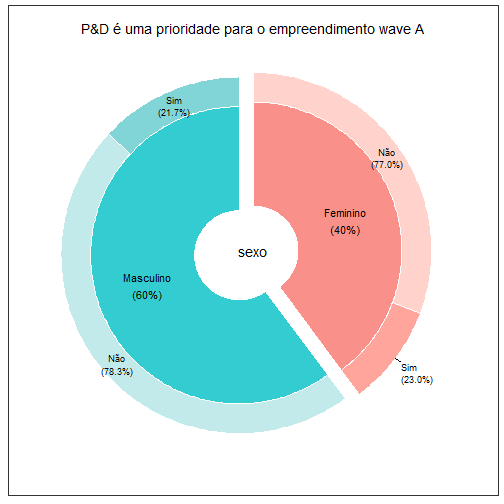 P&D é uma prioridade para o empreendimento wave A
Sim
(21.7%)
Não
(77.0%)
Feminino
(40%)
sexo
Masculino
(60%)
Não
(78.3%)
Sim
(23.0%)